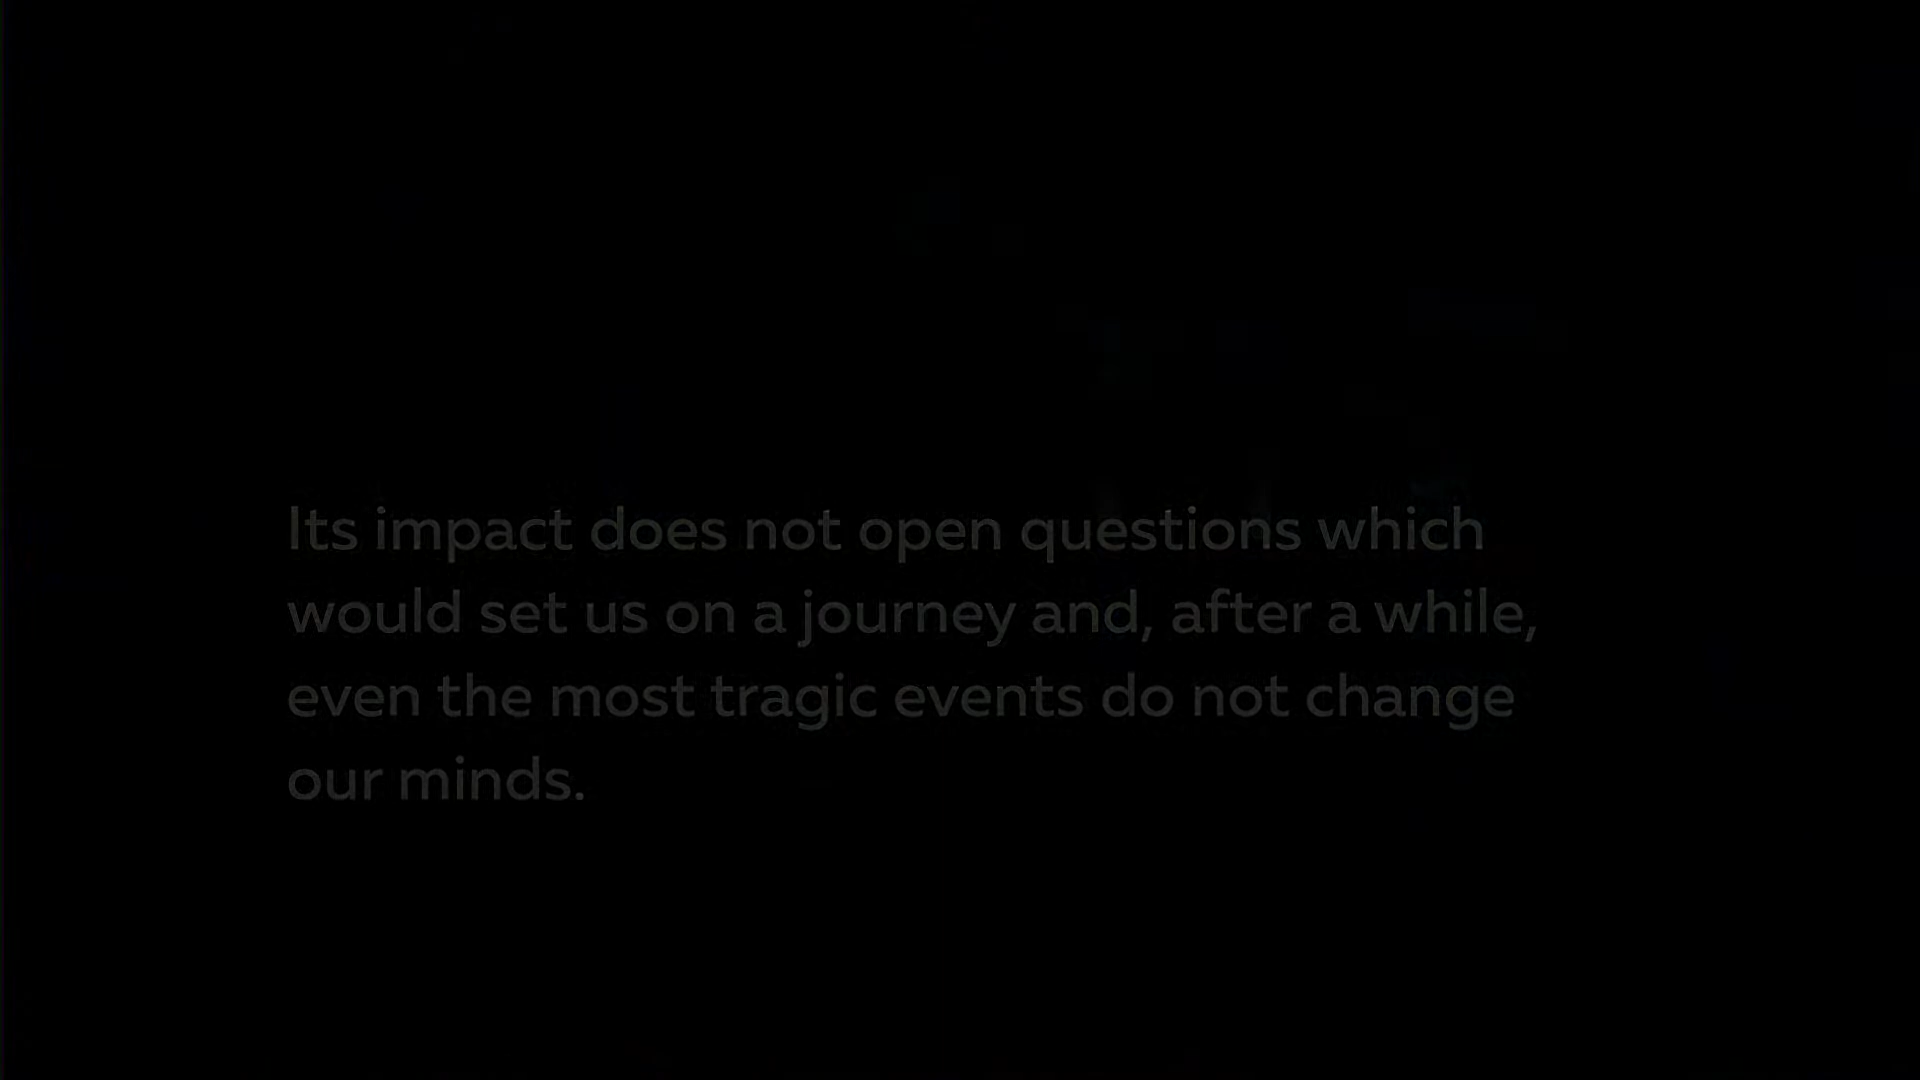 Its impact does not open questions which
would set us on a journey and, after a while,
even the most tragic events do not change
our minds.